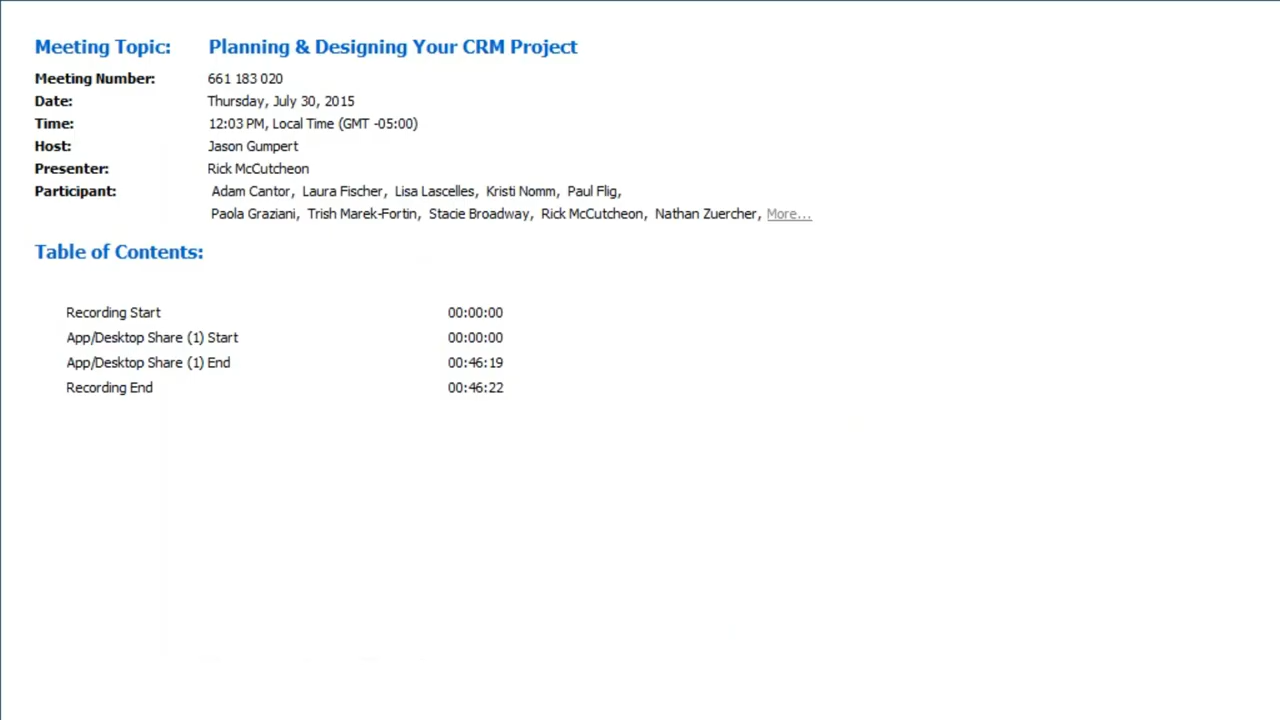 Meeting Topic: Planning & Designing Your CRM Project
Meeting Number: 661 183 020
Date: Thursday, July 30, 2015
Time: 12:03 PM, Local Time (GMT -05:00)
Host: Jason Gumpert
Presenter: Rick McCutcheon
Participant: Adam Cantor, Laura Fischer, Lisa Lascelles, Kristi Nomm, Paul Flig,
Paola Graziani, Trish Marek-Fortin, Stacie Broadway, Rick McCutcheon, Nathan Zuercher, More...
Table of Contents:
Recording Start 00:00:00
App/Desktop Share (1) Start 00:00:00
App/Desktop Share (1) End 00:46:19
Recording End 00:46:22